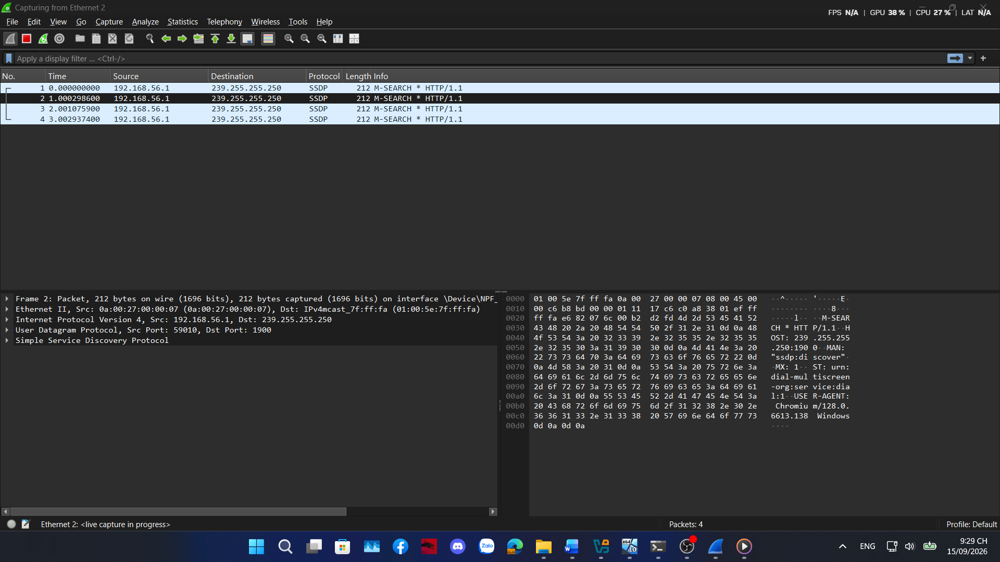 Capturing from Ethernet 2
FPS N/A | GPU 38 % | CPU 27 % | LAT N/A
File Edit View Go Capture Analyze Statistics Telephony Wireless Tools Help
Apply a display filter ... <Ctrl-/>
No. Time Source Destination Protocol Length Info
1 0.000000000 192.168.56.1 239.255.255.250 SSDP 212 M-SEARCH * HTTP/1.1
2 1.000298600 192.168.56.1 239.255.255.250 SSDP 212 M-SEARCH * HTTP/1.1
3 2.001075900 192.168.56.1 239.255.255.250 SSDP 212 M-SEARCH * HTTP/1.1
4 3.002937400 192.168.56.1 239.255.255.250 SSDP 212 M-SEARCH * HTTP/1.1
Frame 2: Packet, 212 bytes on wire (1696 bits), 212 bytes captured (1696 bits) on interface \Device\NPF_
Ethernet II, Src: 0a:00:27:00:00:07 (0a:00:27:00:00:07), Dst: IPv4mcast_7f:ff:fa (01:00:5e:7f:ff:fa)
Internet Protocol Version 4, Src: 192.168.56.1, Dst: 239.255.255.250
User Datagram Protocol, Src Port: 59010, Dst Port: 1900
Simple Service Discovery Protocol
0000 01 00 5e 7f ff fa 0a 00 27 00 00 07 08 00 45 00 ··^····· '·····E·
0010 00 c6 b8 bd 00 00 01 11 17 c6 c0 a8 38 01 ef ff ········ ····8···
0020 ff fa e6 82 07 6c 00 b2 d2 fd 4d 2d 53 45 41 52 ·····l·· ··M-SEAR
0030 43 48 20 2a 20 48 54 54 50 2f 31 2e 31 0d 0a 48 CH * HTT P/1.1··H
0040 4f 53 54 3a 20 32 33 39 2e 32 35 35 2e 32 35 35 OST: 239 .255.255
0050 2e 32 35 30 3a 31 39 30 30 0d 0a 4d 41 4e 3a 20 .250:190 0··MAN:
0060 22 73 73 64 70 3a 64 69 73 63 6f 76 65 72 22 0d "ssdp:di scover"·
0070 0a 4d 58 3a 20 31 0d 0a 53 54 3a 20 75 72 6e 3a ·MX: 1·· ST: urn:
0080 64 69 61 6c 2d 6d 75 6c 74 69 73 63 72 65 65 6e dial-mul tiscreen
0090 2d 6f 72 67 3a 73 65 72 76 69 63 65 3a 64 69 61 -org:ser vice:dia
00a0 6c 3a 31 0d 0a 55 53 45 52 2d 41 47 45 4e 54 3a l:1··USE R-AGENT:
00b0 20 43 68 72 6f 6d 69 75 6d 2f 31 32 38 2e 30 2e Chromiu m/128.0.
00c0 36 36 31 33 2e 31 33 38 20 57 69 6e 64 6f 77 73 6613.138 Windows
00d0 0d 0a 0d 0a ····
Ethernet 2: <live capture in progress> Packets: 4 Profile: Default
Zalo
W
x64
10
ENG
9:29 CH
15/09/2026